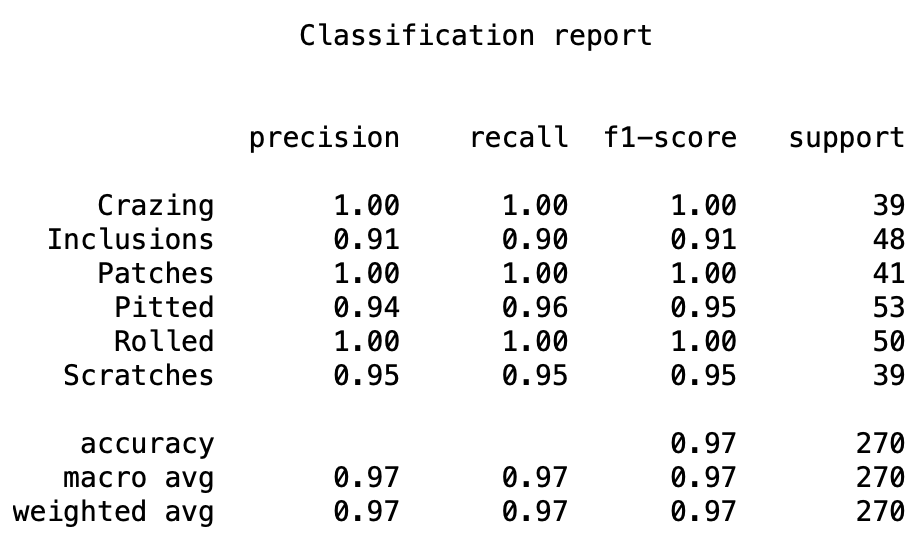 Classification report
precision recall f1-score support
Crazing 1.00 1.00 1.00 39
Inclusions 0.91 0.90 0.91 48
Patches 1.00 1.00 1.00 41
Pitted 0.94 0.96 0.95 53
Rolled 1.00 1.00 1.00 50
Scratches 0.95 0.95 0.95 39
accuracy 0.97 270
macro avg 0.97 0.97 0.97 270
weighted avg 0.97 0.97 0.97 270